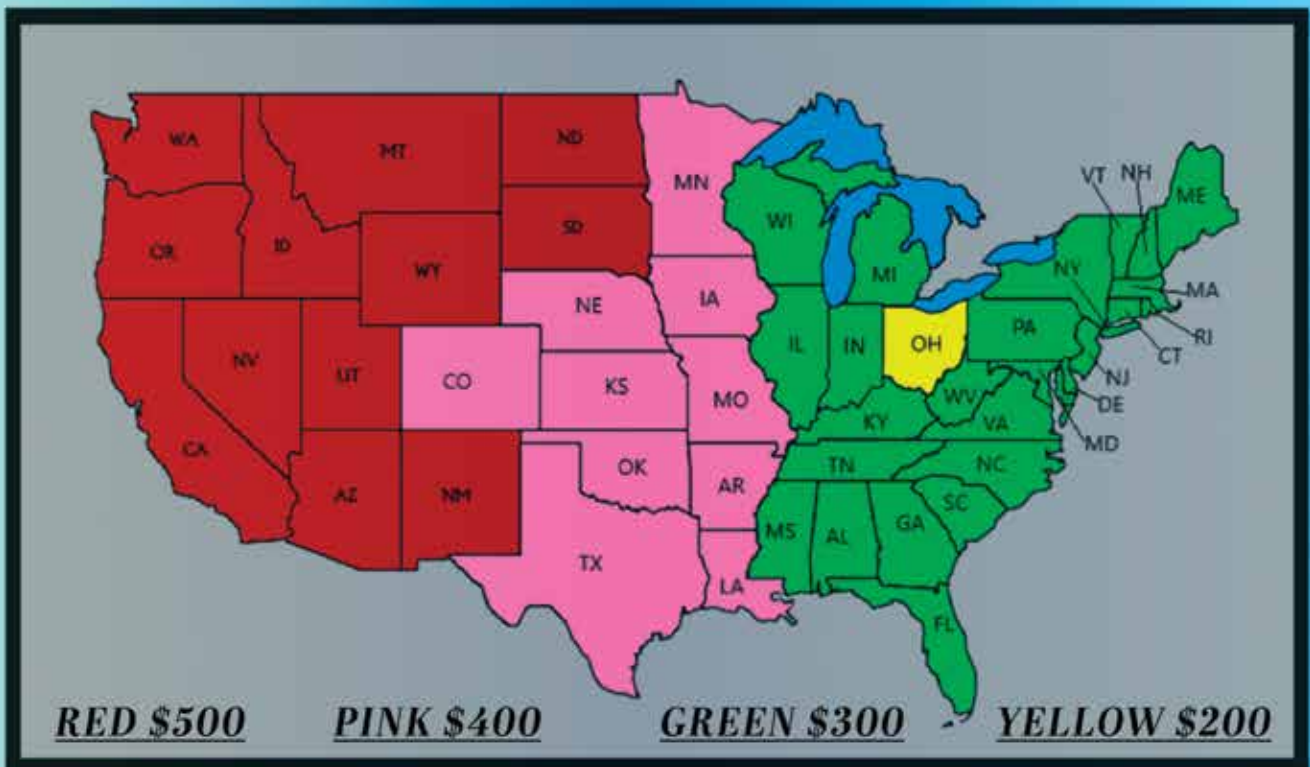 WA
MT
ND
MN
VT NH
ME
OR
ID
SD
WI
WY
MI
NY
NE
IA
MA
NV
UT
CO
KS
IL
IN
OH
PA
RI
CT
MO
WV
NJ
DE
CA
KY
VA
MD
AZ
NM
OK
AR
TN
NC
SC
TX
MS
AL
GA
LA
FL
RED $500 PINK $400 GREEN $300 YELLOW $200